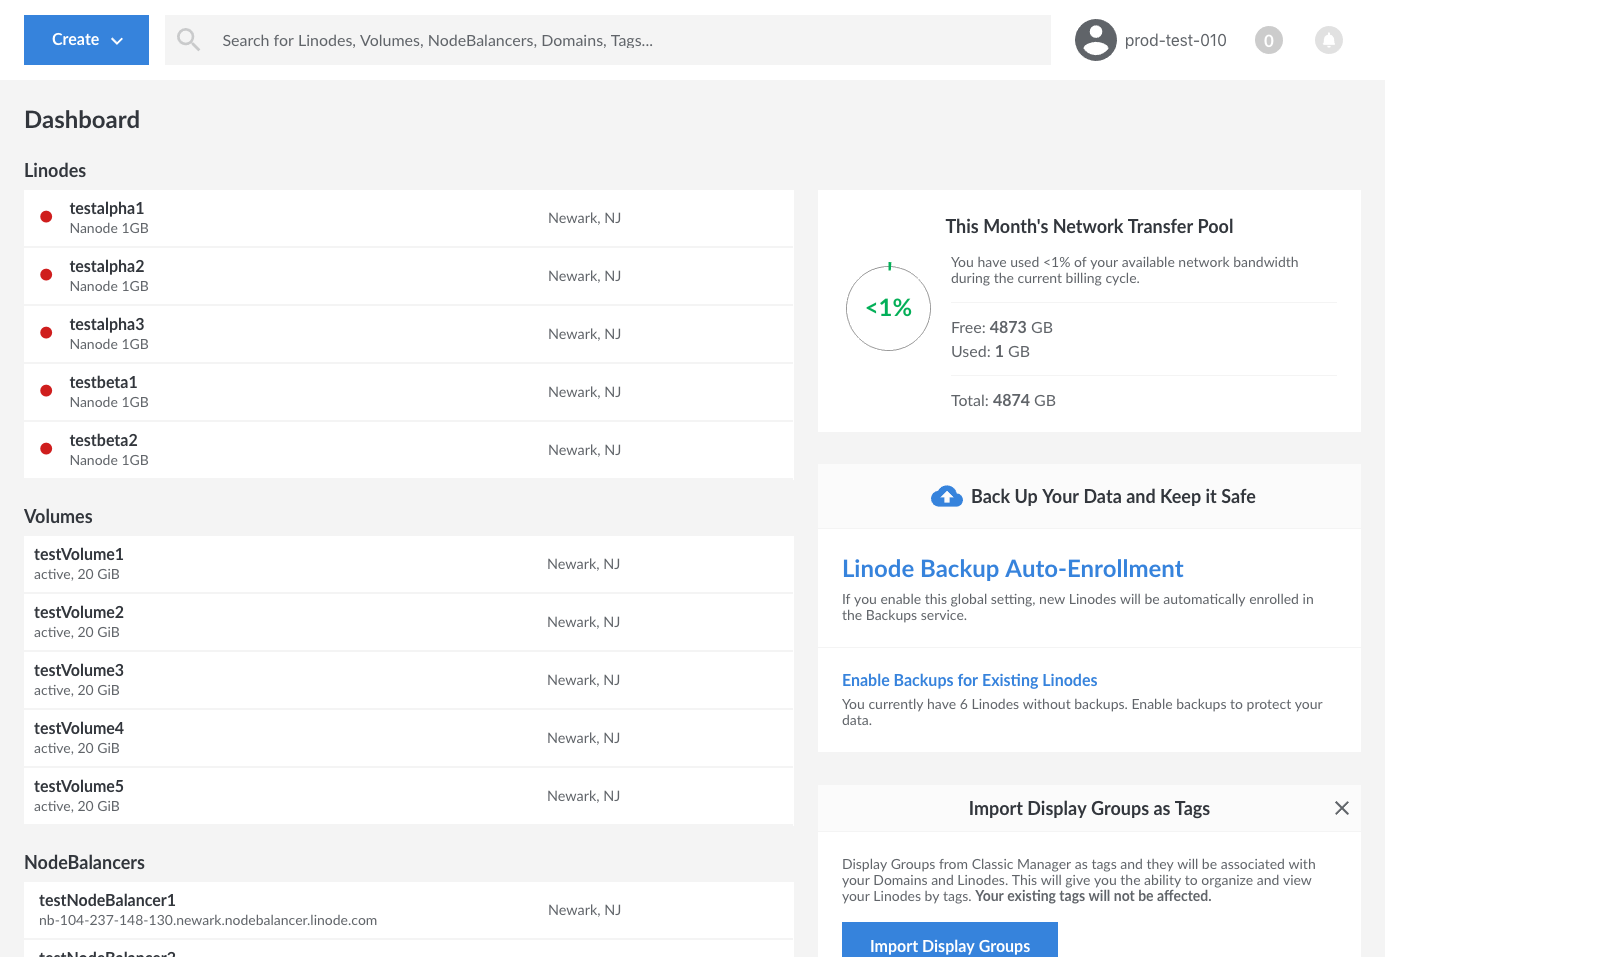 Create
Search for Linodes, Volumes, NodeBalancers, Domains, Tags...
prod-test-010
0
Dashboard
Linodes
testalpha1
Nanode 1GB
Newark, NJ
testalpha2
Nanode 1GB
Newark, NJ
testalpha3
Nanode 1GB
Newark, NJ
testbeta1
Nanode 1GB
Newark, NJ
testbeta2
Nanode 1GB
Newark, NJ
Volumes
testVolume1
active, 20 GiB
Newark, NJ
testVolume2
active, 20 GiB
Newark, NJ
testVolume3
active, 20 GiB
Newark, NJ
testVolume4
active, 20 GiB
Newark, NJ
testVolume5
active, 20 GiB
Newark, NJ
NodeBalancers
testNodeBalancer1
nb-104-237-148-130.newark.nodebalancer.linode.com
Newark, NJ
testNodeBalancer2
This Month's Network Transfer Pool
<1%
You have used <1% of your available network bandwidth
during the current billing cycle.
Free: 4873 GB
Used: 1 GB
Total: 4874 GB
Back Up Your Data and Keep it Safe
Linode Backup Auto-Enrollment
If you enable this global setting, new Linodes will be automatically enrolled in
the Backups service.
Enable Backups for Existing Linodes
You currently have 6 Linodes without backups. Enable backups to protect your
data.
Import Display Groups as Tags
Display Groups from Classic Manager as tags and they will be associated with
your Domains and Linodes. This will give you the ability to organize and view
your Linodes by tags. Your existing tags will not be affected.
Import Display Groups